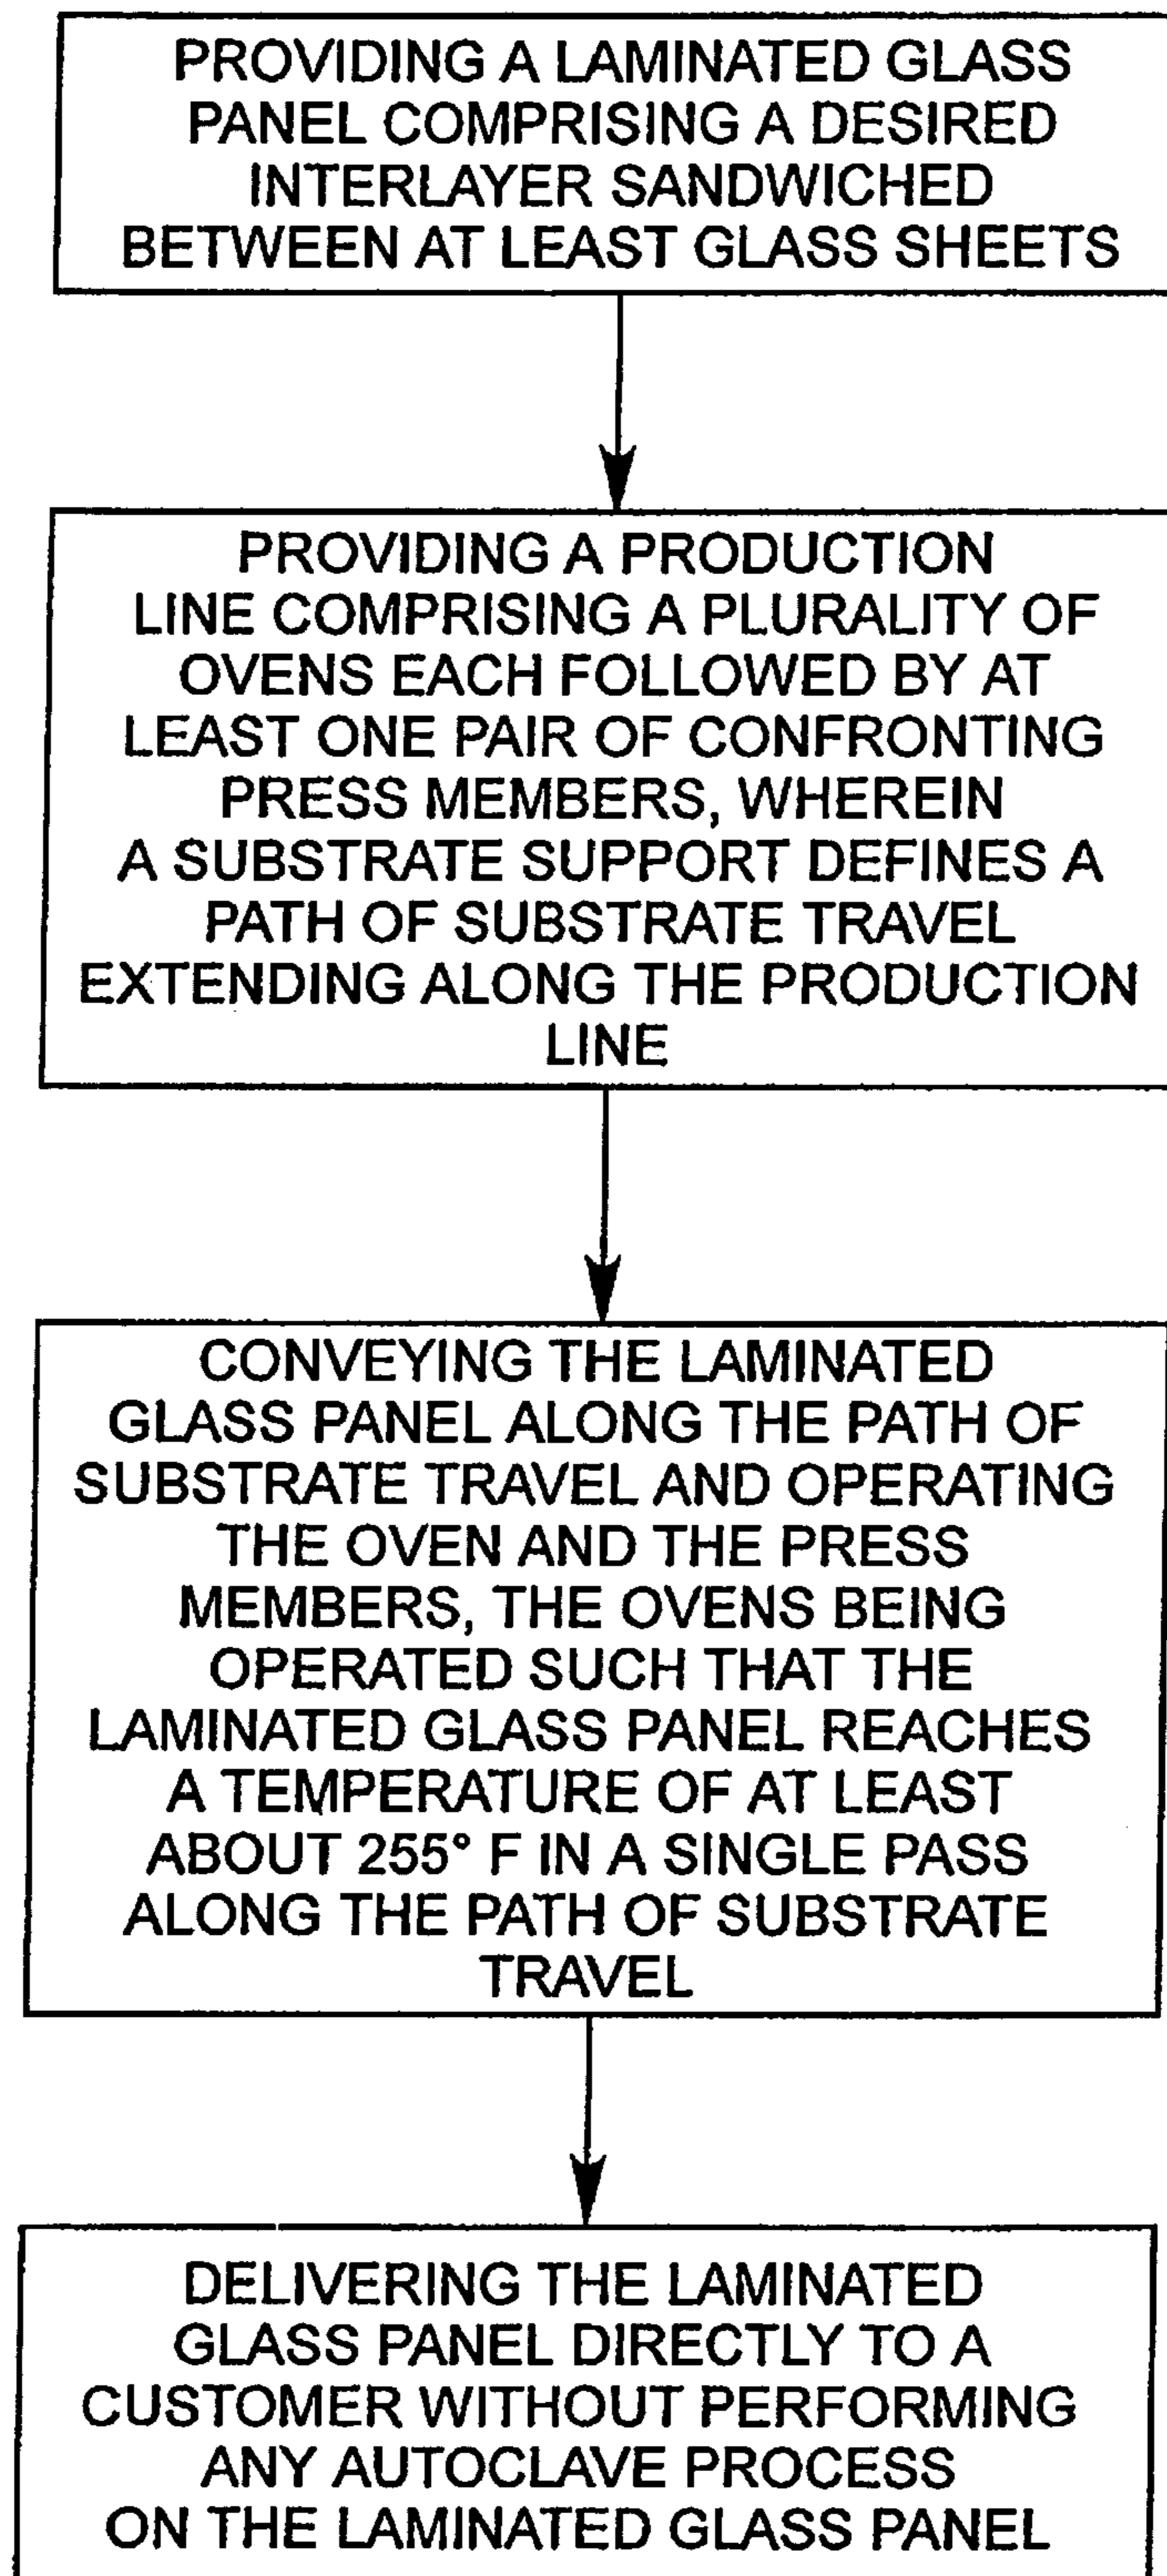 PROVIDING A LAMINATED GLASS
PANEL COMPRISING A DESIRED
INTERLAYER SANDWICHED
BETWEEN AT LEAST GLASS SHEETS
PROVIDING A PRODUCTION
LINE COMPRISING A PLURALITY OF
OVENS EACH FOLLOWED BY AT
LEAST ONE PAIR OF CONFRONTING
PRESS MEMBERS, WHEREIN
A SUBSTRATE SUPPORT DEFINES A
PATH OF SUBSTRATE TRAVEL
EXTENDING ALONG THE PRODUCTION
LINE
CONVEYING THE LAMINATED
GLASS PANEL ALONG THE PATH OF
SUBSTRATE TRAVEL AND OPERATING
THE OVEN AND THE PRESS
MEMBERS, THE OVENS BEING
OPERATED SUCH THAT THE
LAMINATED GLASS PANEL REACHES
A TEMPERATURE OF AT LEAST
ABOUT 255° F IN A SINGLE PASS
ALONG THE PATH OF SUBSTRATE
TRAVEL
DELIVERING THE LAMINATED
GLASS PANEL DIRECTLY TO A
CUSTOMER WITHOUT PERFORMING
ANY AUTOCLAVE PROCESS
ON THE LAMINATED GLASS PANEL